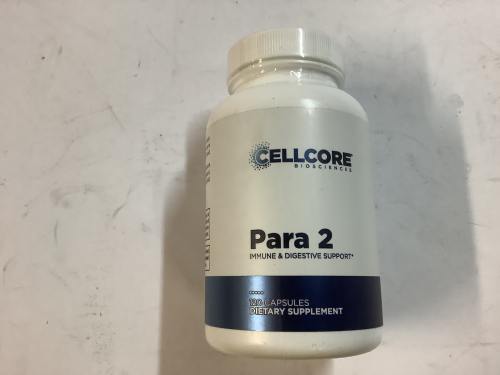 CELLCORE
BIOSCIENCES
Para 2
IMMUNE & DIGESTIVE SUPPORT*
120 CAPSULES
DIETARY SUPPLEMENT